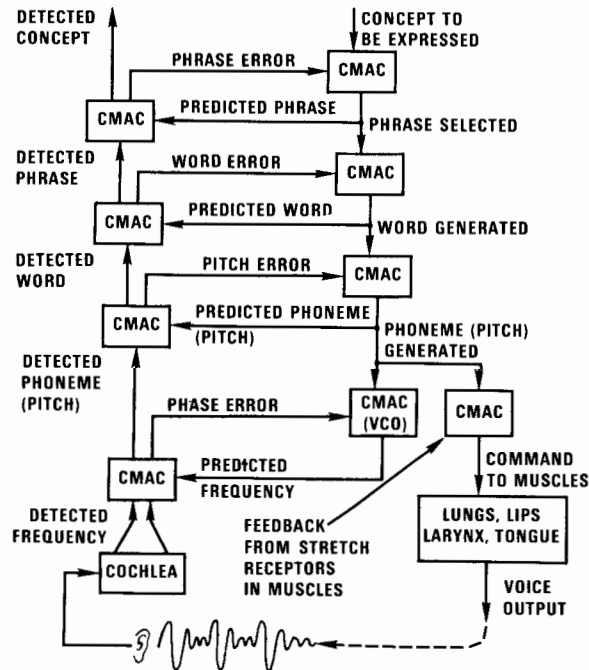 DETECTED
CONCEPT
CONCEPT TO
BE EXPRESSED
PHRASE ERROR
CMAC
PREDICTED PHRASE
CMAC
PHRASE SELECTED
DETECTED
PHRASE
WORD ERROR
CMAC
PREDICTED WORD
CMAC
WORD GENERATED
DETECTED
WORD
PITCH ERROR
CMAC
PREDICTED PHONEME
(PITCH)
CMAC
PHONEME (PITCH)
GENERATED
DETECTED
PHONEME
(PITCH)
PHASE ERROR
CMAC
(VCO)
CMAC
CMAC
PREDICTED
FREQUENCY
COMMAND
TO MUSCLES
DETECTED
FREQUENCY
FEEDBACK
FROM STRETCH
RECEPTORS
IN MUSCLES
LUNGS, LIPS
LARYNX, TONGUE
COCHLEA
VOICE
OUTPUT